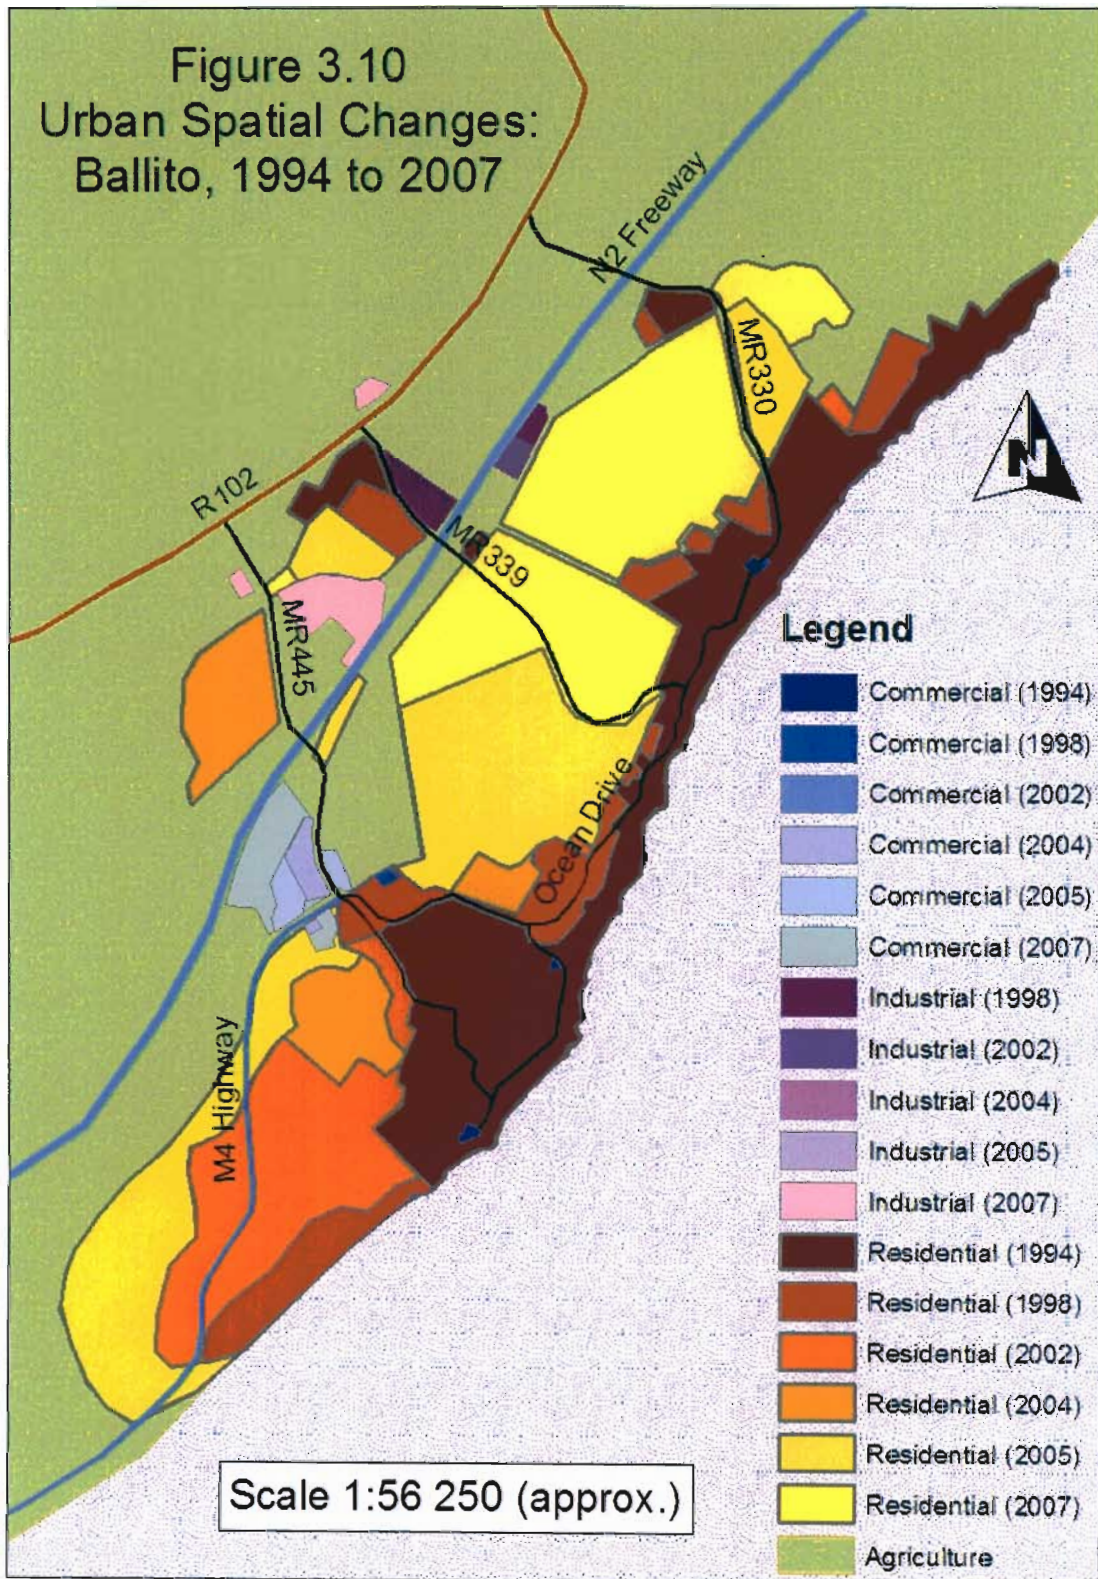 Figure 3.10
Urban Spatial Changes:
Ballito, 1994 to 2007
N2 Freeway
MR330
R102
MR339
MR445
Ocean Drive
M4 Highway
N
Legend
Commercial (1994)
Commercial (1998)
Commercial (2002)
Commercial (2004)
Commercial (2005)
Commercial (2007)
Industrial (1998)
Industrial (2002)
Industrial (2004)
Industrial (2005)
Industrial (2007)
Residential (1994)
Residential (1998)
Residential (2002)
Residential (2004)
Residential (2005)
Residential (2007)
Agriculture
Scale 1:56 250 (approx.)